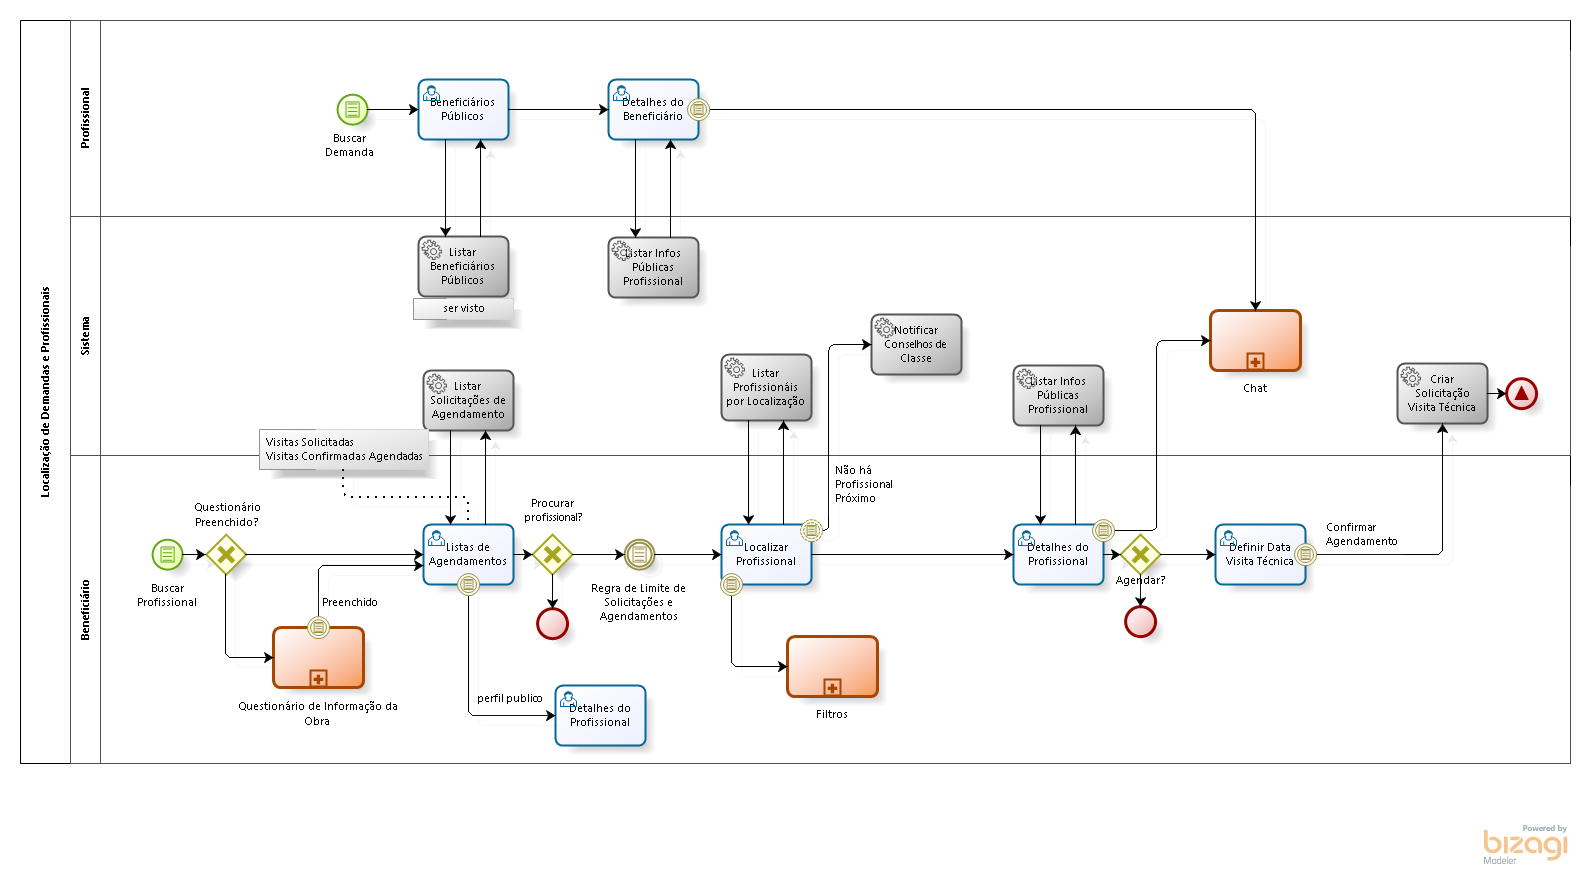 Localização de Demandas e Profissionais
Profissional
Buscar
Demanda
Beneficiários
Públicos
Detalhes do
Beneficiário
Sistema
Listar
Beneficiários
Públicos
ser visto
Listar Infos
Públicas
Profissional
Listar
Solicitações de
Agendamento
Visitas Solicitadas
Visitas Confirmadas Agendadas
Listar
Profissionáis
por Localização
Notificar
Conselhos de
Classe
Listar Infos
Públicas
Profissional
Chat
Criar
Solicitação
Visita Técnica
Beneficiário
Buscar
Profissional
Questionário
Preenchido?
Preenchido
Questionário de Informação da
Obra
Listas de
Agendamentos
perfil publico
Detalhes do
Profissional
Procurar
profissional?
Regra de Limite de
Solicitações e
Agendamentos
Localizar
Profissional
Não há
Profissional
Próximo
Filtros
Detalhes do
Profissional
Agendar?
Definir Data
Visita Técnica
Confirmar
Agendamento
Powered by
bizagi
Modeler